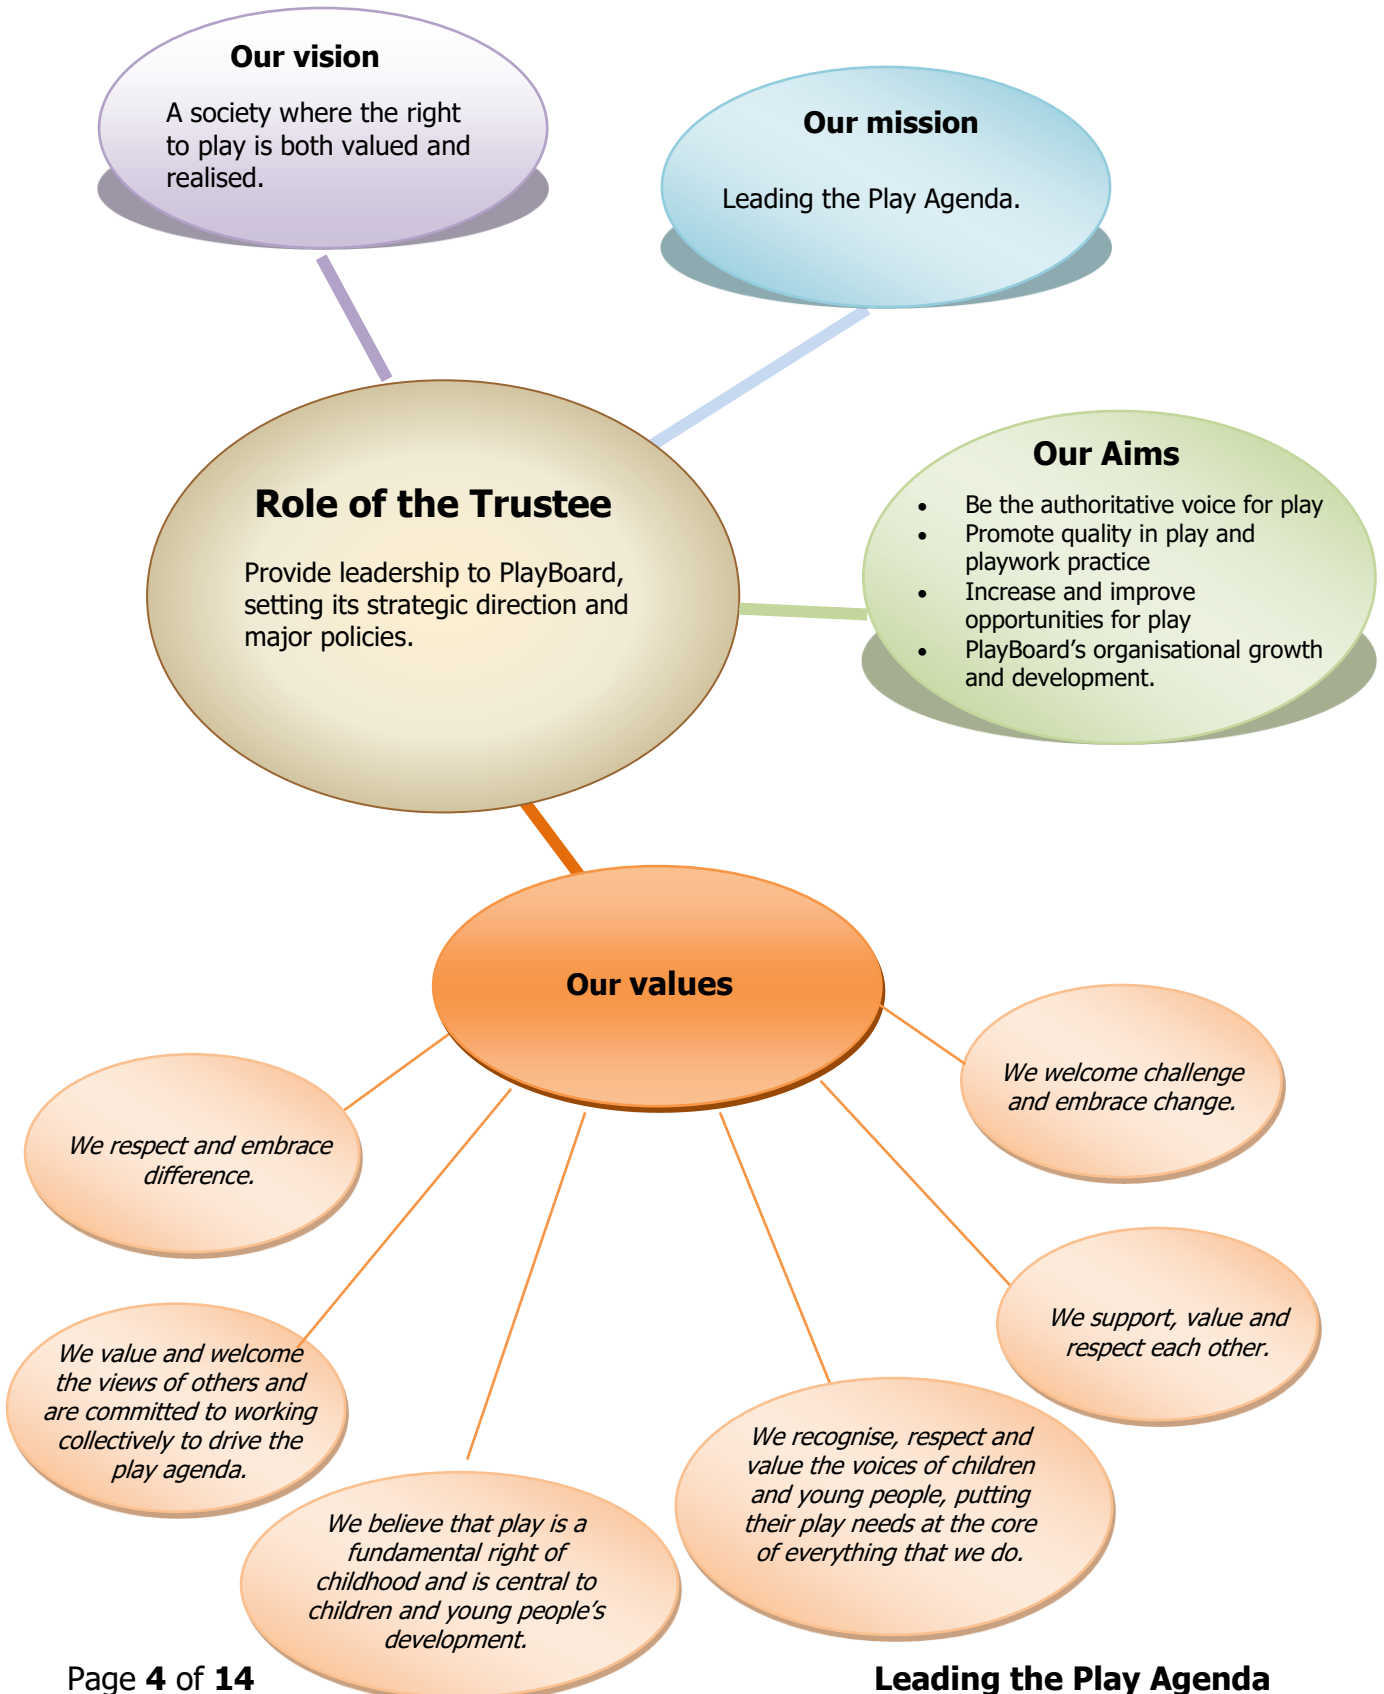 Our vision
A society where the right
to play is both valued and
realised.
Our mission
Leading the Play Agenda.
Role of the Trustee
Provide leadership to PlayBoard,
setting its strategic direction and
major policies.
Our Aims
• Be the authoritative voice for play
• Promote quality in play and
playwork practice
• Increase and improve
opportunities for play
• PlayBoard’s organisational growth
and development.
Our values
We respect and embrace
difference.
We value and welcome
the views of others and
are committed to working
collectively to drive the
play agenda.
We believe that play is a
fundamental right of
childhood and is central to
children and young people’s
development.
We recognise, respect and
value the voices of children
and young people, putting
their play needs at the core
of everything that we do.
We support, value and
respect each other.
We welcome challenge
and embrace change.
Page 4 of 14
Leading the Play Agenda